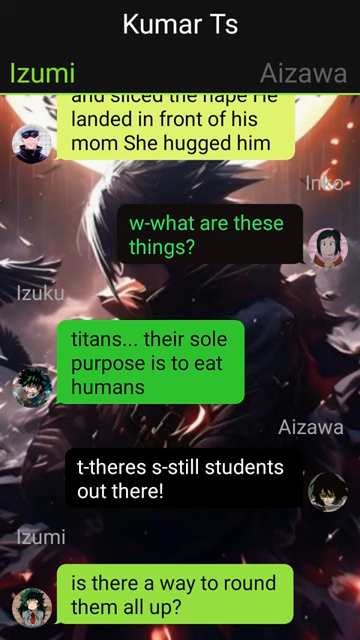 Kumar Ts
Izumi
Aizawa
and sliced the nape He
landed in front of his
mom She hugged him
Inko
w-what are these
things?
Izuku
titans... their sole
purpose is to eat
humans
Aizawa
t-theres s-still students
out there!
Izumi
is there a way to round
them all up?